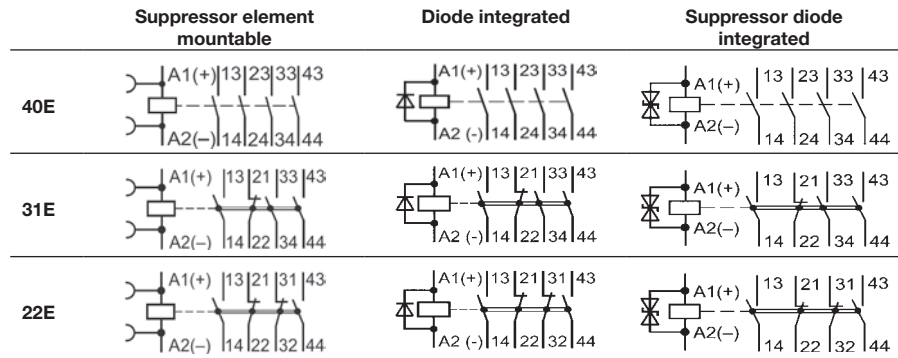 Suppressor element mountable Diode integrated Suppressor diode integrated
40E
A1(+) 13 23 33 43 A1(+) 13 23 33 43 A1(+) 13 23 33 43
A2(–) 14 24 34 44 A2 (-) 14 24 34 44 A2(–) 14 24 34 44
31E
A1(+) 13 21 33 43 A1(+) 13 21 33 43 A1(+) 13 21 33 43
A2(–) 14 22 34 44 A2 (-) 14 22 34 44 A2(–) 14 22 34 44
22E
A1(+) 13 21 31 43 A1(+) 13 21 31 43 A1(+) 13 21 31 43
A2(–) 14 22 32 44 A2 (-) 14 22 32 44 A2(–) 14 22 32 44